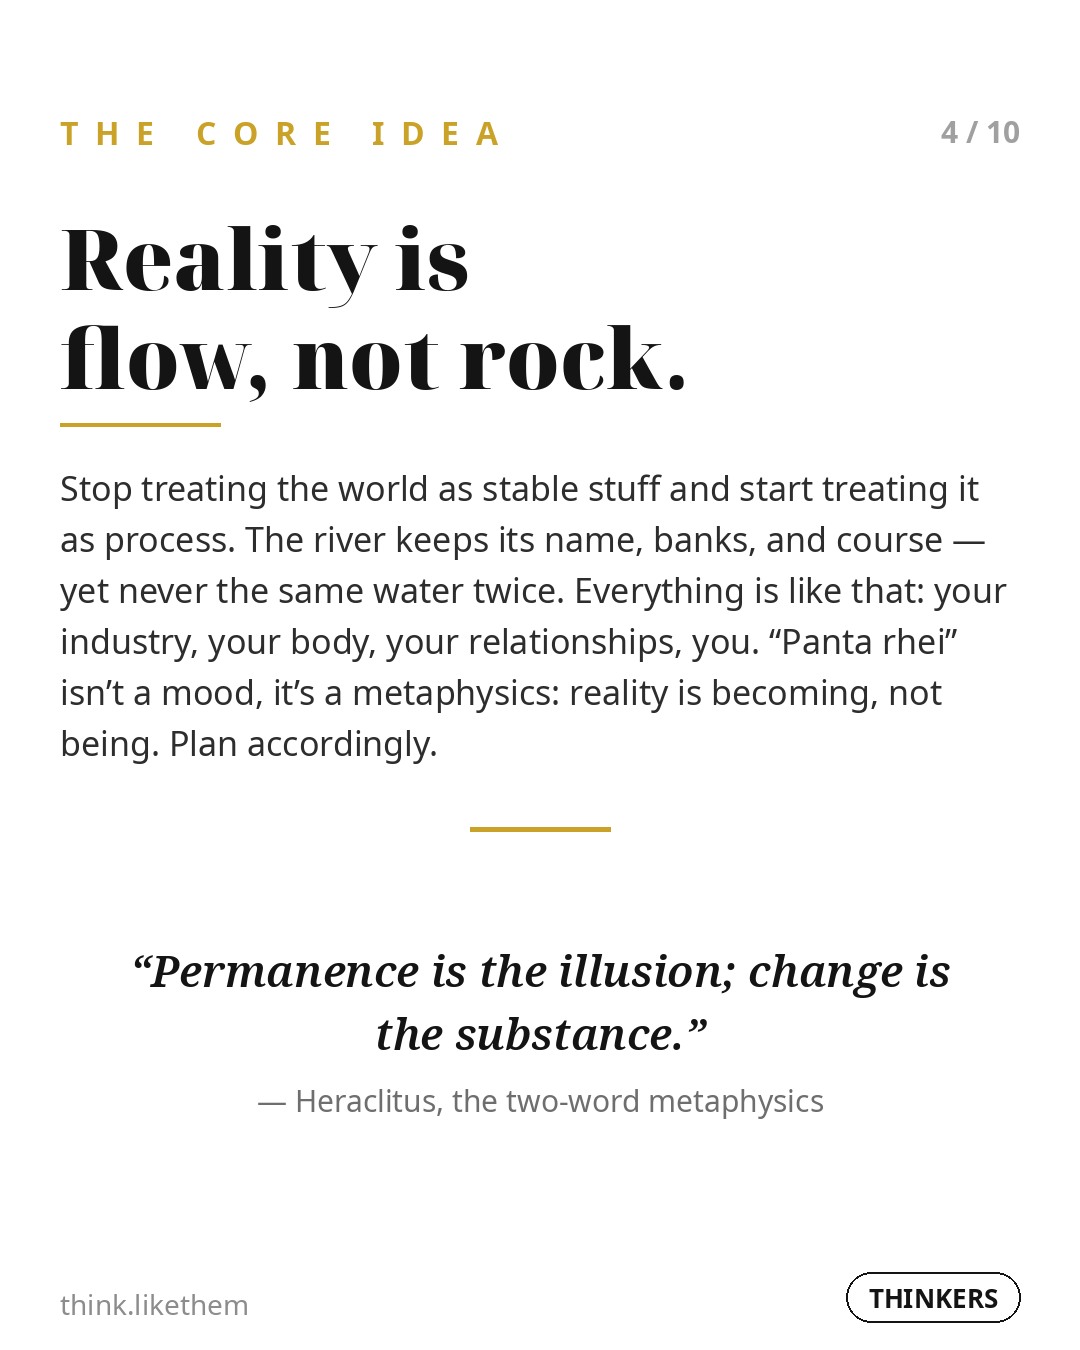 THE CORE IDEA
4 / 10
Reality is
flow, not rock.
Stop treating the world as stable stuff and start treating it
as process. The river keeps its name, banks, and course —
yet never the same water twice. Everything is like that: your
industry, your body, your relationships, you. “Panta rhei”
isn’t a mood, it’s a metaphysics: reality is becoming, not
being. Plan accordingly.
“Permanence is the illusion; change is
the substance.”
— Heraclitus, the two-word metaphysics
think.likethem
THINKERS